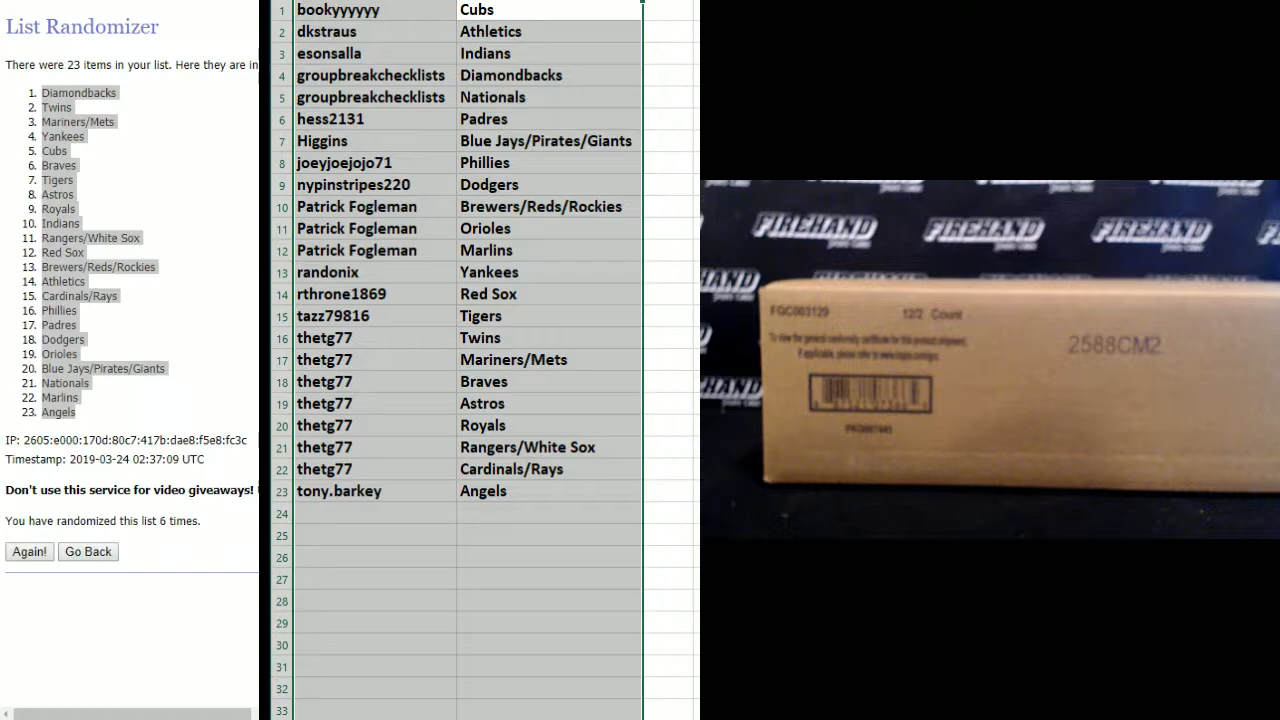 List Randomizer
There were 23 items in your list. Here they are in
1. Diamondbacks
2. Twins
3. Mariners/Mets
4. Yankees
5. Cubs
6. Braves
7. Tigers
8. Astros
9. Royals
10. Indians
11. Rangers/White Sox
12. Red Sox
13. Brewers/Reds/Rockies
14. Athletics
15. Cardinals/Rays
16. Phillies
17. Padres
18. Dodgers
19. Orioles
20. Blue Jays/Pirates/Giants
21. Nationals
22. Marlins
23. Angels
IP: 2605:e000:170d:80c7:417b:dae8:f5e8:fc3c
Timestamp: 2019-03-24 02:37:09 UTC
Don't use this service for video giveaways!
You have randomized this list 6 times.
Again! Go Back
1 bookyyyyyy Cubs
2 dkstraus Athletics
3 esonsalla Indians
4 groupbreakchecklists Diamondbacks
5 groupbreakchecklists Nationals
6 hess2131 Padres
7 Higgins Blue Jays/Pirates/Giants
8 joeyjoejojo71 Phillies
9 nypinstripes220 Dodgers
10 Patrick Fogleman Brewers/Reds/Rockies
11 Patrick Fogleman Orioles
12 Patrick Fogleman Marlins
13 randonix Yankees
14 rthrone1869 Red Sox
15 tazz79816 Tigers
16 thetg77 Twins
17 thetg77 Mariners/Mets
18 thetg77 Braves
19 thetg77 Astros
20 thetg77 Royals
21 thetg77 Rangers/White Sox
22 thetg77 Cardinals/Rays
23 tony.barkey Angels
24
25
26
27
28
29
30
31
32
33
FIREHAND FIREHAND FIREHAND
FGC003129 12/2 Count
2588CM2